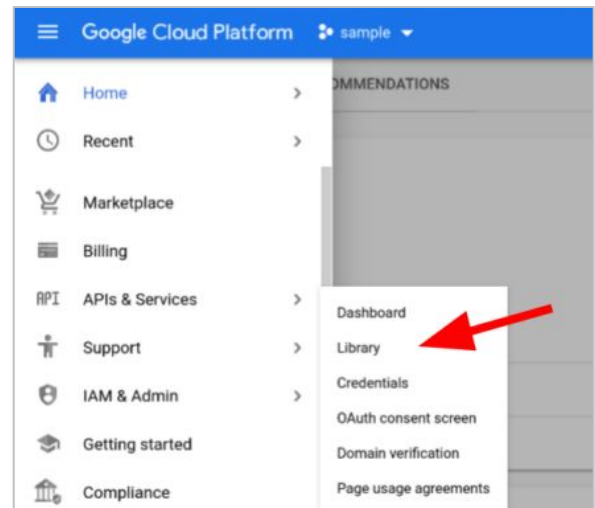 Google Cloud Platform sample
Home
OMMENDATIONS
Recent
Marketplace
Billing
API APIs & Services
Dashboard
Support
Library
IAM & Admin
Credentials
OAuth consent screen
Getting started
Domain verification
Compliance
Page usage agreements